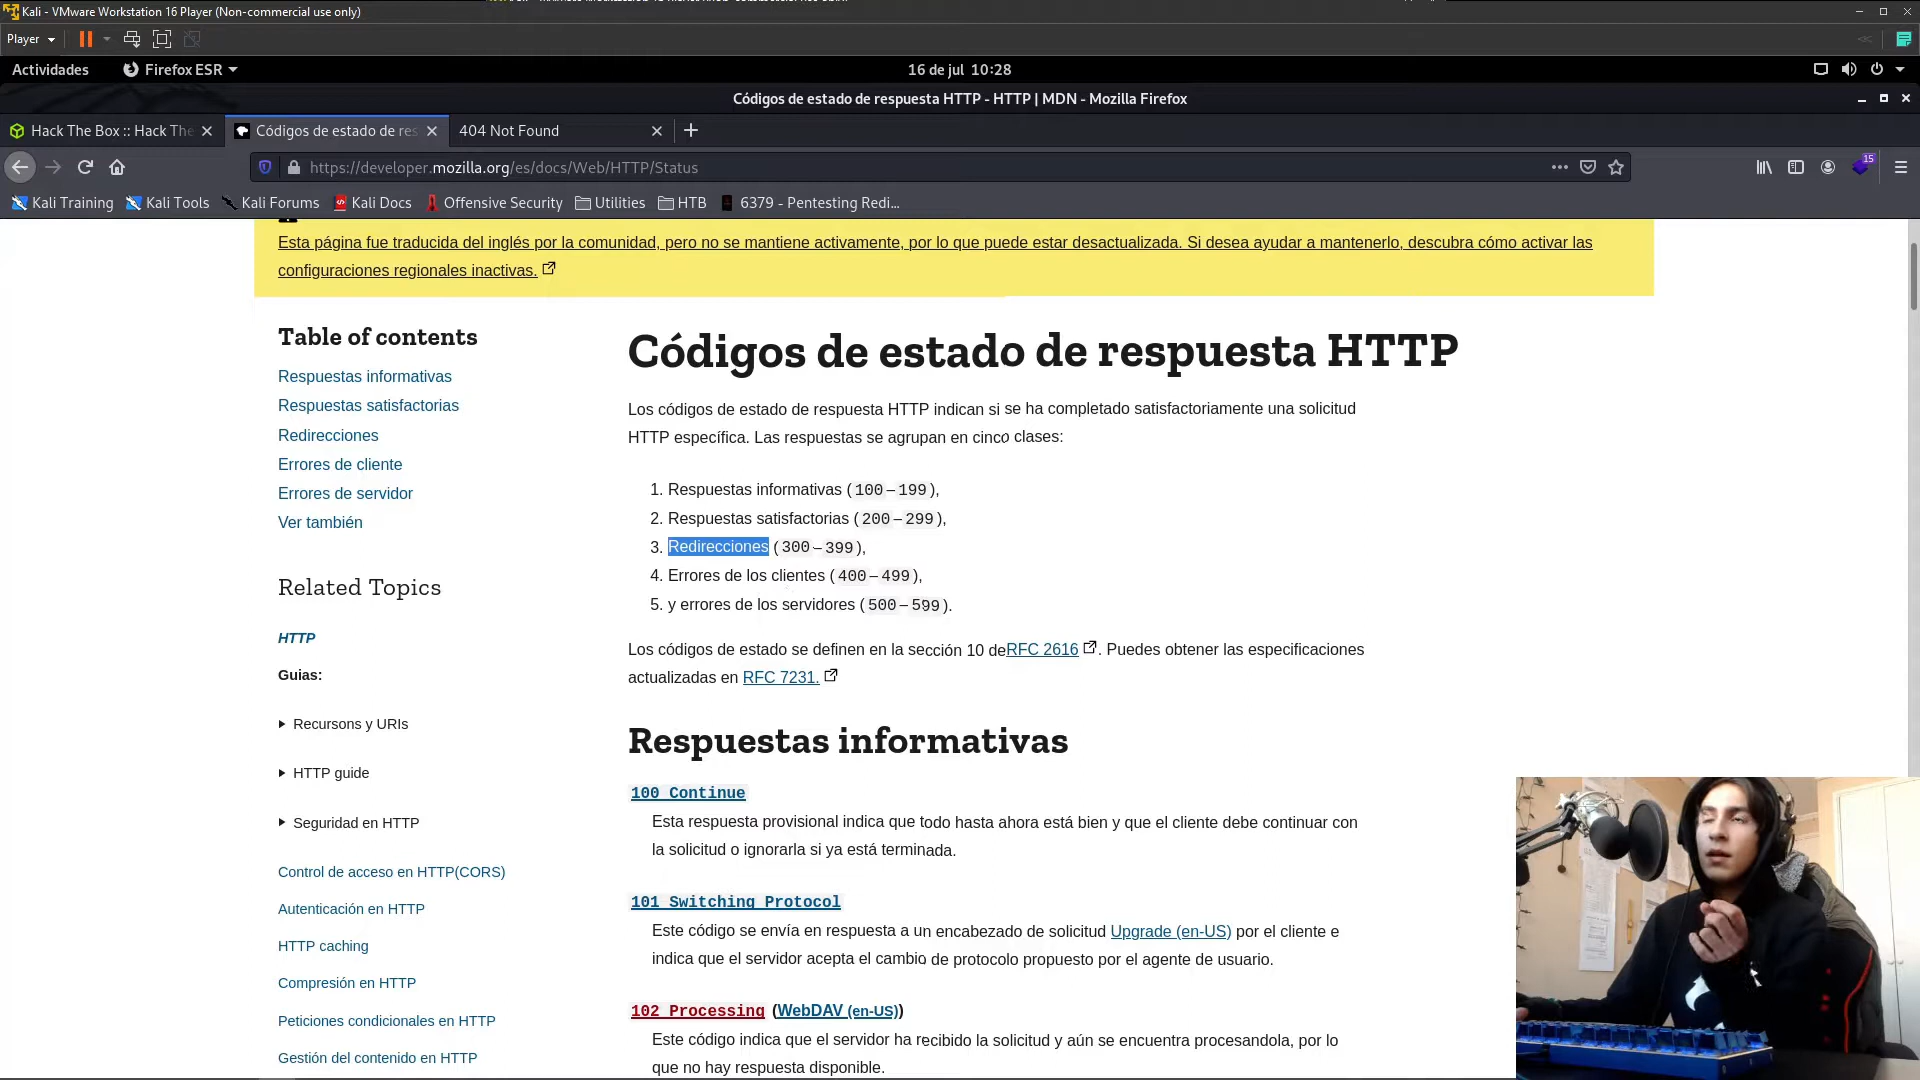 Kali - VMware Workstation 16 Player (Non-commercial use only)
Player
Actividades
Firefox ESR
16 de jul 10:28
Códigos de estado de respuesta HTTP - HTTP | MDN - Mozilla Firefox
Hack The Box :: Hack The
Códigos de estado de res
404 Not Found
https://developer.mozilla.org/es/docs/Web/HTTP/Status
15
Kali Training
Kali Tools
Kali Forums
Kali Docs
Offensive Security
Utilities
HTB
6379 - Pentesting Redi...
Esta página fue traducida del inglés por la comunidad, pero no se mantiene activamente, por lo que puede estar desactualizada. Si desea ayudar a mantenerlo, descubra cómo activar las
configuraciones regionales inactivas.
Table of contents
Respuestas informativas
Respuestas satisfactorias
Redirecciones
Errores de cliente
Errores de servidor
Ver también
Related Topics
HTTP
Guias:
Recursons y URIs
HTTP guide
Seguridad en HTTP
Control de acceso en HTTP(CORS)
Autenticación en HTTP
HTTP caching
Compresión en HTTP
Peticiones condicionales en HTTP
Gestión del contenido en HTTP
Códigos de estado de respuesta HTTP
Los códigos de estado de respuesta HTTP indican si se ha completado satisfactoriamente una solicitud
HTTP específica. Las respuestas se agrupan en cinco clases:
1. Respuestas informativas (100–199),
2. Respuestas satisfactorias (200–299),
3. Redirecciones (300–399),
4. Errores de los clientes (400–499),
5. y errores de los servidores (500–599).
Los códigos de estado se definen en la sección 10 deRFC 2616. Puedes obtener las especificaciones
actualizadas en RFC 7231.
Respuestas informativas
100 Continue
Esta respuesta provisional indica que todo hasta ahora está bien y que el cliente debe continuar con
la solicitud o ignorarla si ya está terminada.
101 Switching Protocol
Este código se envía en respuesta a un encabezado de solicitud Upgrade (en-US) por el cliente e
indica que el servidor acepta el cambio de protocolo propuesto por el agente de usuario.
102 Processing (WebDAV (en-US))
Este código indica que el servidor ha recibido la solicitud y aún se encuentra procesandola, por lo
que no hay respuesta disponible.